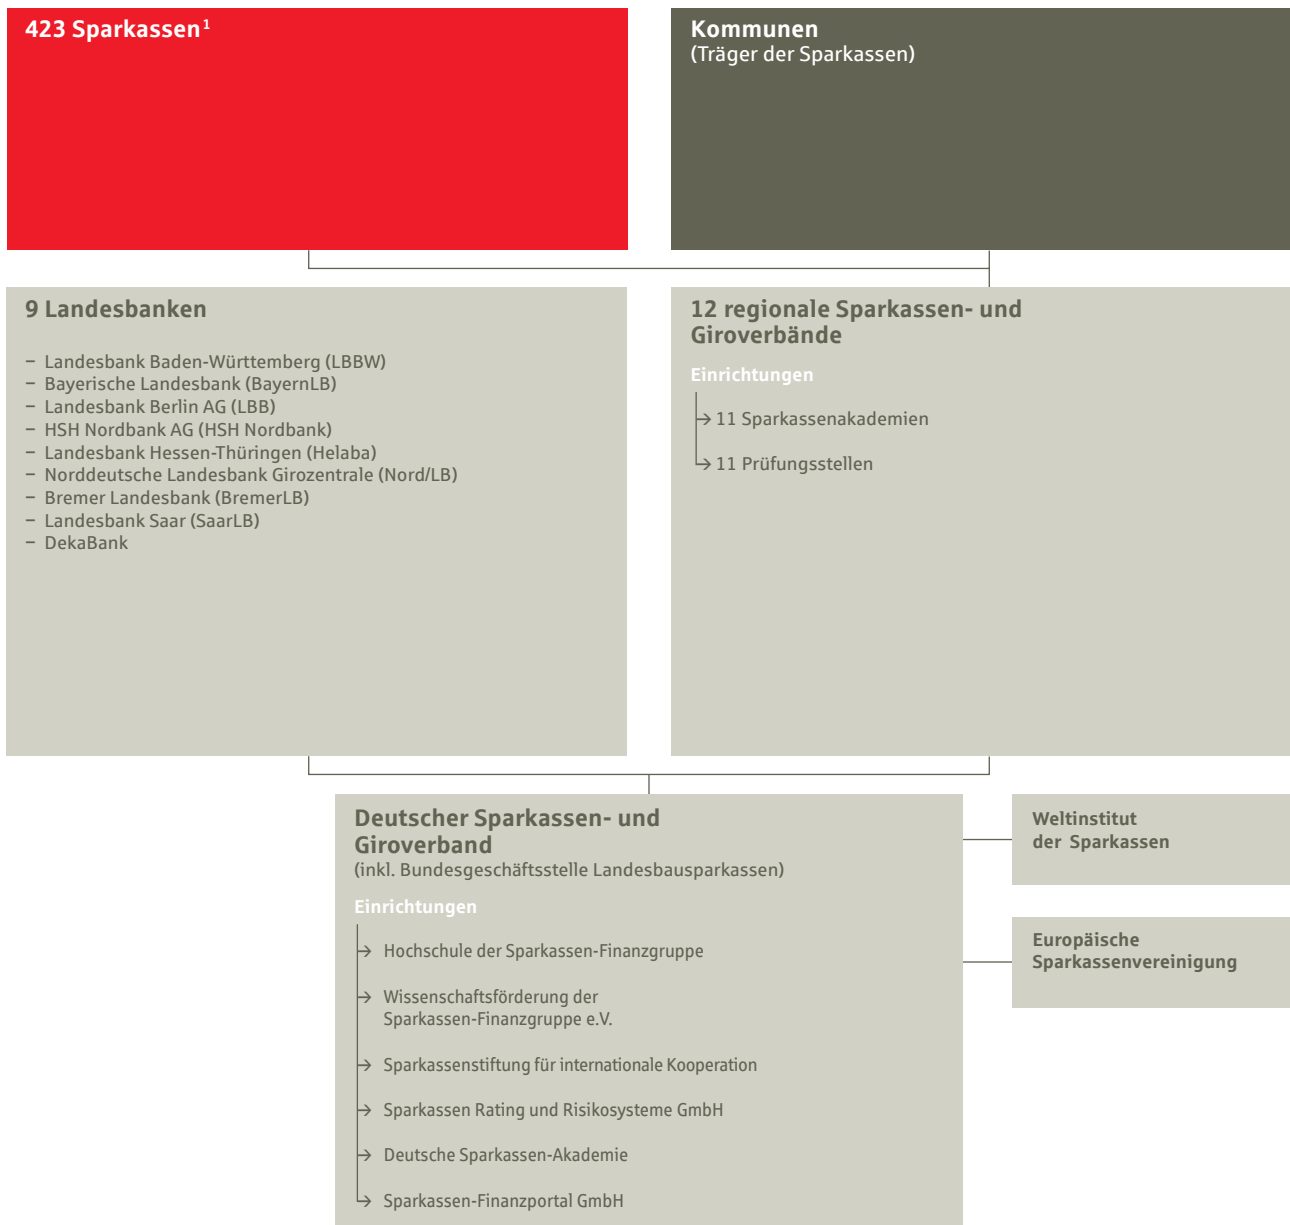 423 Sparkassen¹
Kommunen
(Träger der Sparkassen)
9 Landesbanken
– Landesbank Baden-Württemberg (LBBW)
– Bayerische Landesbank (BayernLB)
– Landesbank Berlin AG (LBB)
– HSH Nordbank AG (HSH Nordbank)
– Landesbank Hessen-Thüringen (Helaba)
– Norddeutsche Landesbank Girozentrale (Nord/LB)
– Bremer Landesbank (BremerLB)
– Landesbank Saar (SaarLB)
– DekaBank
12 regionale Sparkassen- und
Giroverbände
Einrichtungen
→ 11 Sparkassenakademien
→ 11 Prüfungsstellen
Deutscher Sparkassen- und
Giroverband
(inkl. Bundesgeschäftsstelle Landesbausparkassen)
Einrichtungen
→ Hochschule der Sparkassen-Finanzgruppe
→ Wissenschaftsförderung der
Sparkassen-Finanzgruppe e.V.
→ Sparkassenstiftung für internationale Kooperation
→ Sparkassen Rating und Risikosysteme GmbH
→ Deutsche Sparkassen-Akademie
→ Sparkassen-Finanzportal GmbH
Weltinstitut
der Sparkassen
Europäische
Sparkassenvereinigung